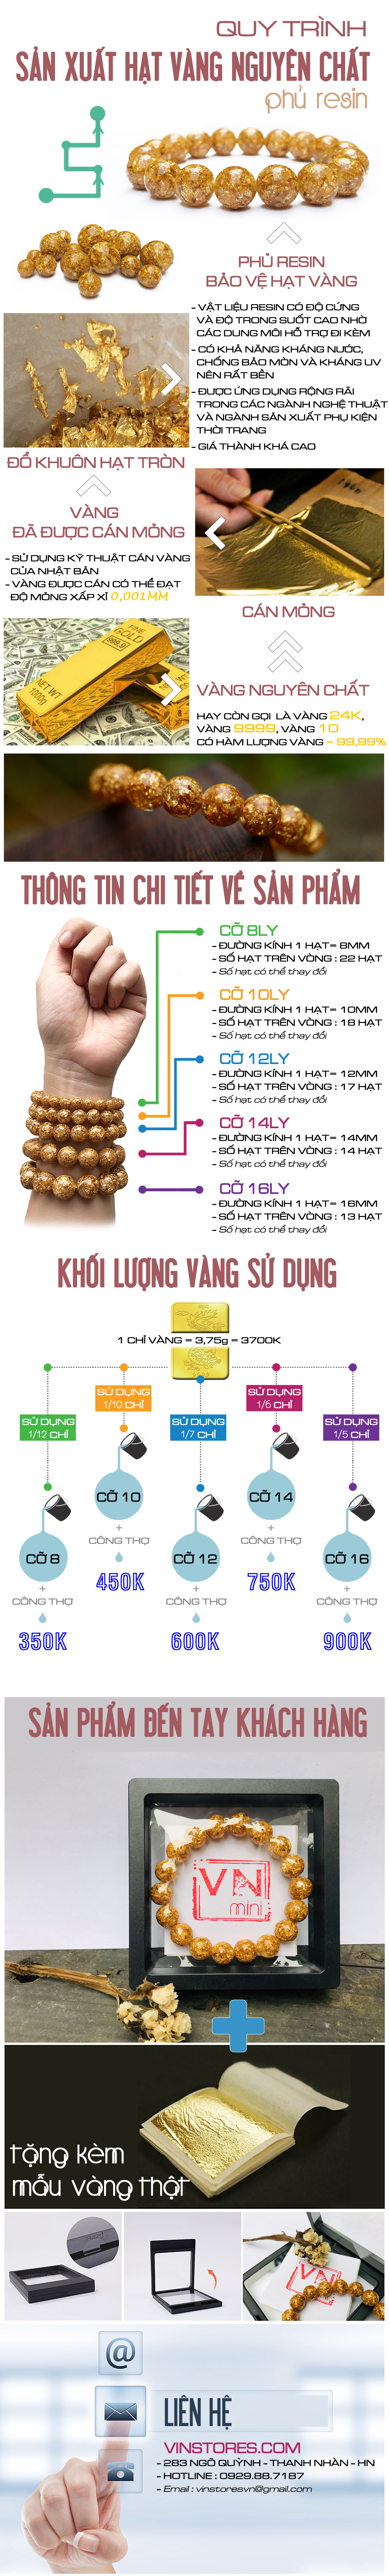 QUY TRÌNH
SẢN XUẤT HẠT VÀNG NGUYÊN CHẤT
phủ resin
PHỦ RESIN
BẢO VỆ HẠT VÀNG
- VẬT LIỆU RESIN CÓ ĐỘ CỨNG
VÀ ĐỘ TRONG SUỐT CAO NHỜ
CÁC DUNG MÔI HỖ TRỢ ĐI KÈM
- CÓ KHẢ NĂNG KHÁNG NƯỚC,
CHỐNG BÀO MÒN VÀ KHÁNG UV
NÊN RẤT BỀN
- ĐƯỢC ỨNG DỤNG RỘNG RÃI
TRONG CÁC NGÀNH NGHỆ THUẬT
VÀ NGÀNH SẢN XUẤT PHỤ KIỆN
THỜI TRANG
- GIÁ THÀNH KHÁ CAO
ĐỔ KHUÔN HẠT TRÒN
VÀNG
ĐÃ ĐƯỢC CÁN MỎNG
- SỬ DỤNG KỸ THUẬT CÁN VÀNG
CỦA NHẬT BẢN
- VÀNG ĐƯỢC CÁN CÓ THỂ ĐẠT
ĐỘ MỎNG XẤP XỈ 0,001MM
CÁN MỎNG
FINE
GOLD
999.9
NET WT
1000g
VÀNG NGUYÊN CHẤT
HAY CÒN GỌI LÀ VÀNG 24K,
VÀNG 9999, VÀNG 10
CÓ HÀM LƯỢNG VÀNG = 99,99%
THÔNG TIN CHI TIẾT VỀ SẢN PHẨM
CỠ 8LY
- ĐƯỜNG KÍNH 1 HẠT= 8MM
- SỐ HẠT TRÊN VÒNG : 22 HẠT
- Số hạt có thể thay đổi
CỠ 10LY
- ĐƯỜNG KÍNH 1 HẠT= 10MM
- SỐ HẠT TRÊN VÒNG : 18 HẠT
- Số hạt có thể thay đổi
CỠ 12LY
- ĐƯỜNG KÍNH 1 HẠT= 12MM
- SỐ HẠT TRÊN VÒNG : 17 HẠT
- Số hạt có thể thay đổi
CỠ 14LY
- ĐƯỜNG KÍNH 1 HẠT= 14MM
- SỐ HẠT TRÊN VÒNG : 14 HẠT
- Số hạt có thể thay đổi
CỠ 16LY
- ĐƯỜNG KÍNH 1 HẠT= 16MM
- SỐ HẠT TRÊN VÒNG : 13 HẠT
- Số hạt có thể thay đổi
KHỐI LƯỢNG VÀNG SỬ DỤNG
1 CHỈ VÀNG = 3,75g = 3700K
SỬ DỤNG
1/12 CHỈ
SỬ DỤNG
1/10 CHỈ
SỬ DỤNG
1/7 CHỈ
SỬ DỤNG
1/6 CHỈ
SỬ DỤNG
1/5 CHỈ
CỠ 8
+
CÔNG THỢ
350K
CỠ 10
+
CÔNG THỢ
450K
CỠ 12
+
CÔNG THỢ
600K
CỠ 14
+
CÔNG THỢ
750K
CỠ 16
+
CÔNG THỢ
900K
SẢN PHẨM ĐẾN TAY KHÁCH HÀNG
VN
mini
tặng kèm
mẫu vàng thật
@
LIÊN HỆ
VINSTORES.COM
- 283 NGÕ QUỲNH - THANH NHÀN - HN
- HOTLINE : 0929.88.7187
- Email : vinstoresvn@gmail.com